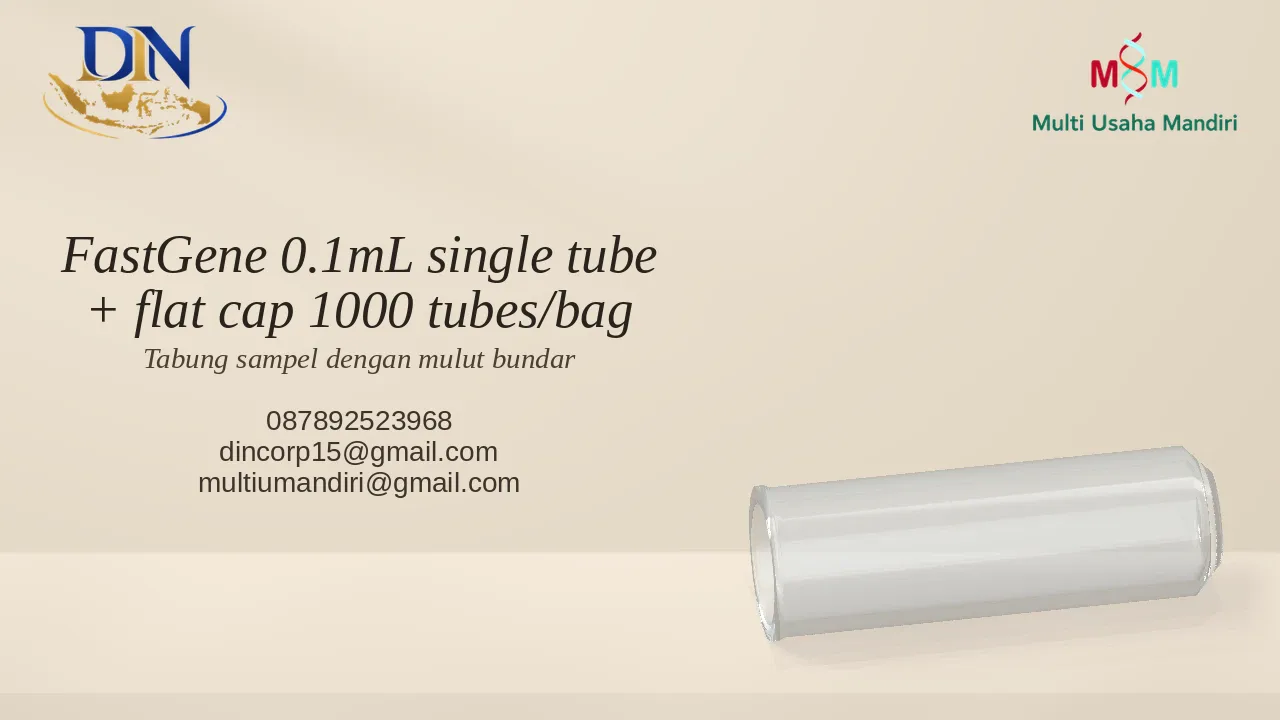 DIN
MSM
Multi Usaha Mandiri
FastGene 0.1mL single tube
+ flat cap 1000 tubes/bag
Tabung sampel dengan mulut bundar
087892523968
dincorp15@gmail.com
multiumandiri@gmail.com